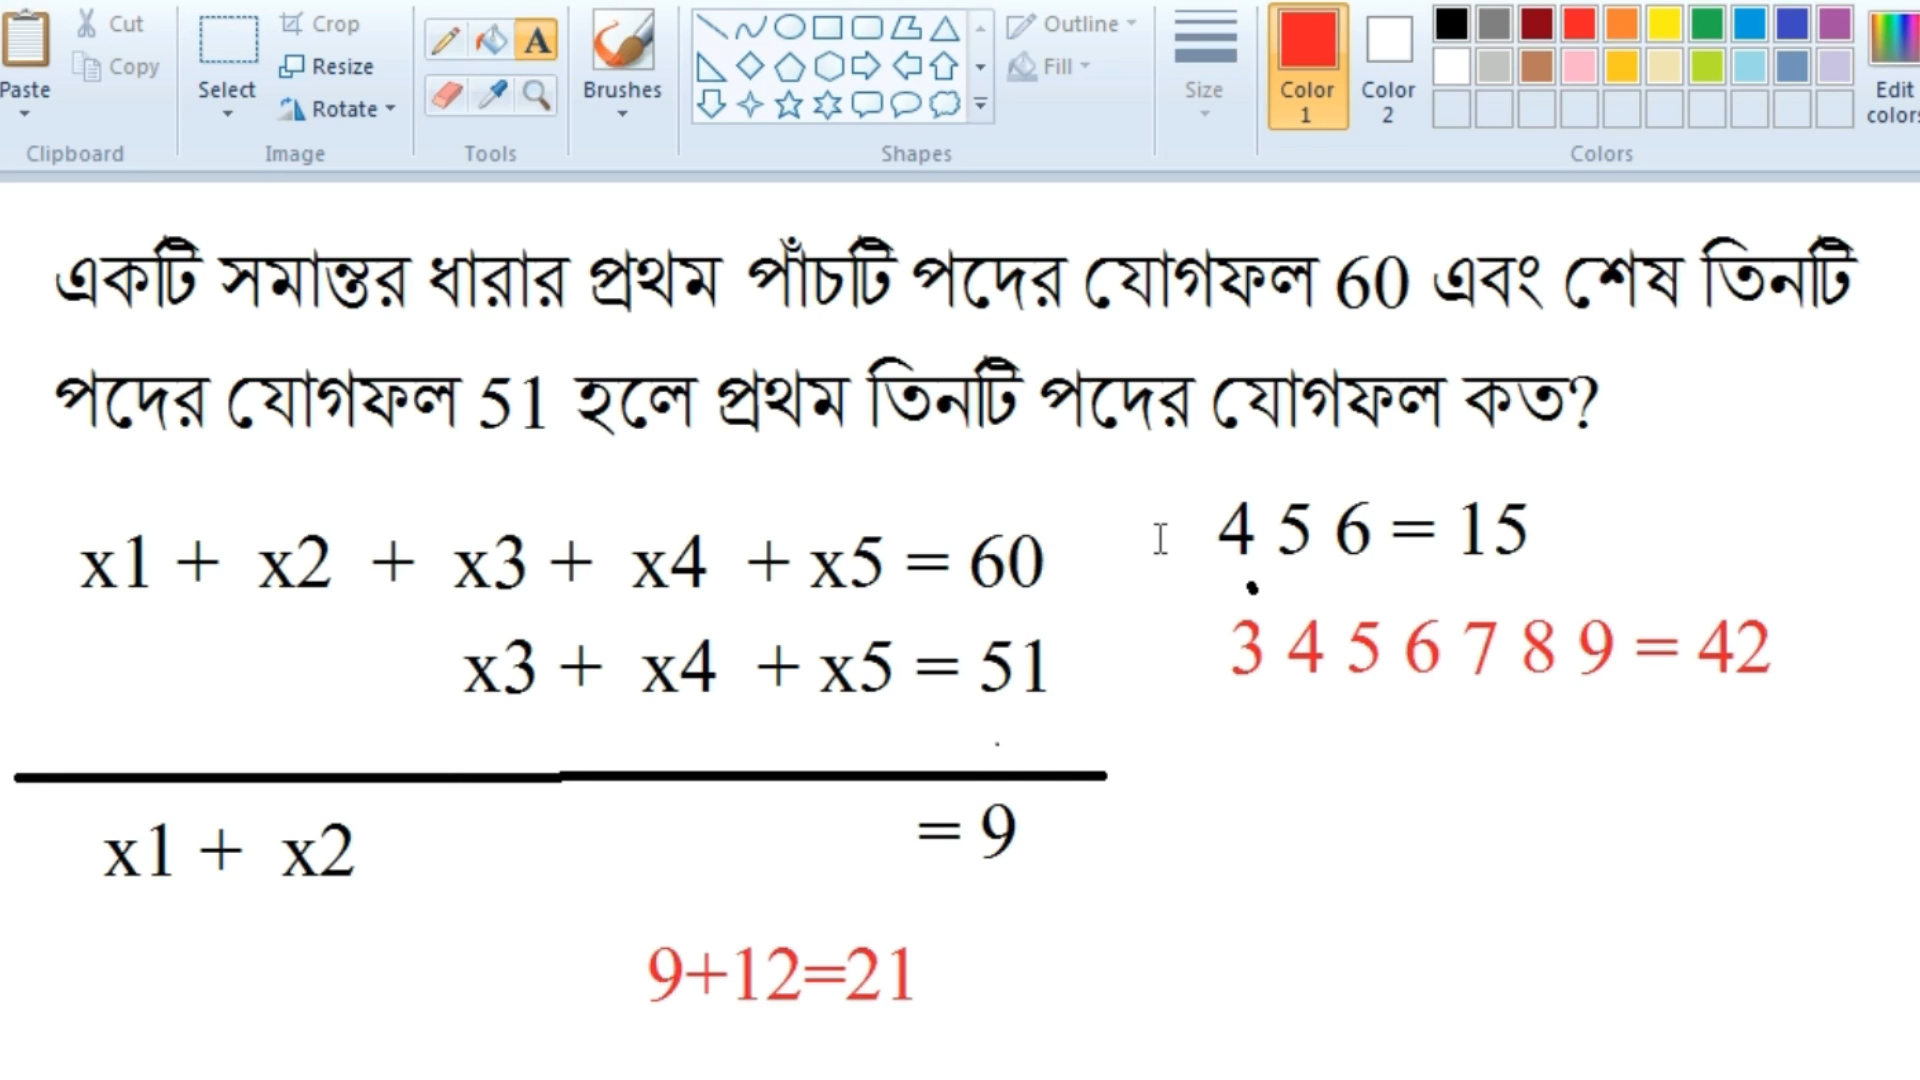 Paste
Cut
Copy
Clipboard
Select
Crop
Resize
Rotate
Image
Tools
Brushes
Shapes
Outline
Fill
Size
Color 1
Color 2
Colors
Edit colors
একটি সমান্তর ধারার প্রথম পাঁচটি পদের যোগফল 60 এবং শেষ তিনটি
পদের যোগফল 51 হলে প্রথম তিনটি পদের যোগফল কত?
x1 + x2 + x3 + x4 + x5 = 60
x3 + x4 + x5 = 51
x1 + x2 = 9
9+12=21
4 5 6 = 15
3 4 5 6 7 8 9 = 42